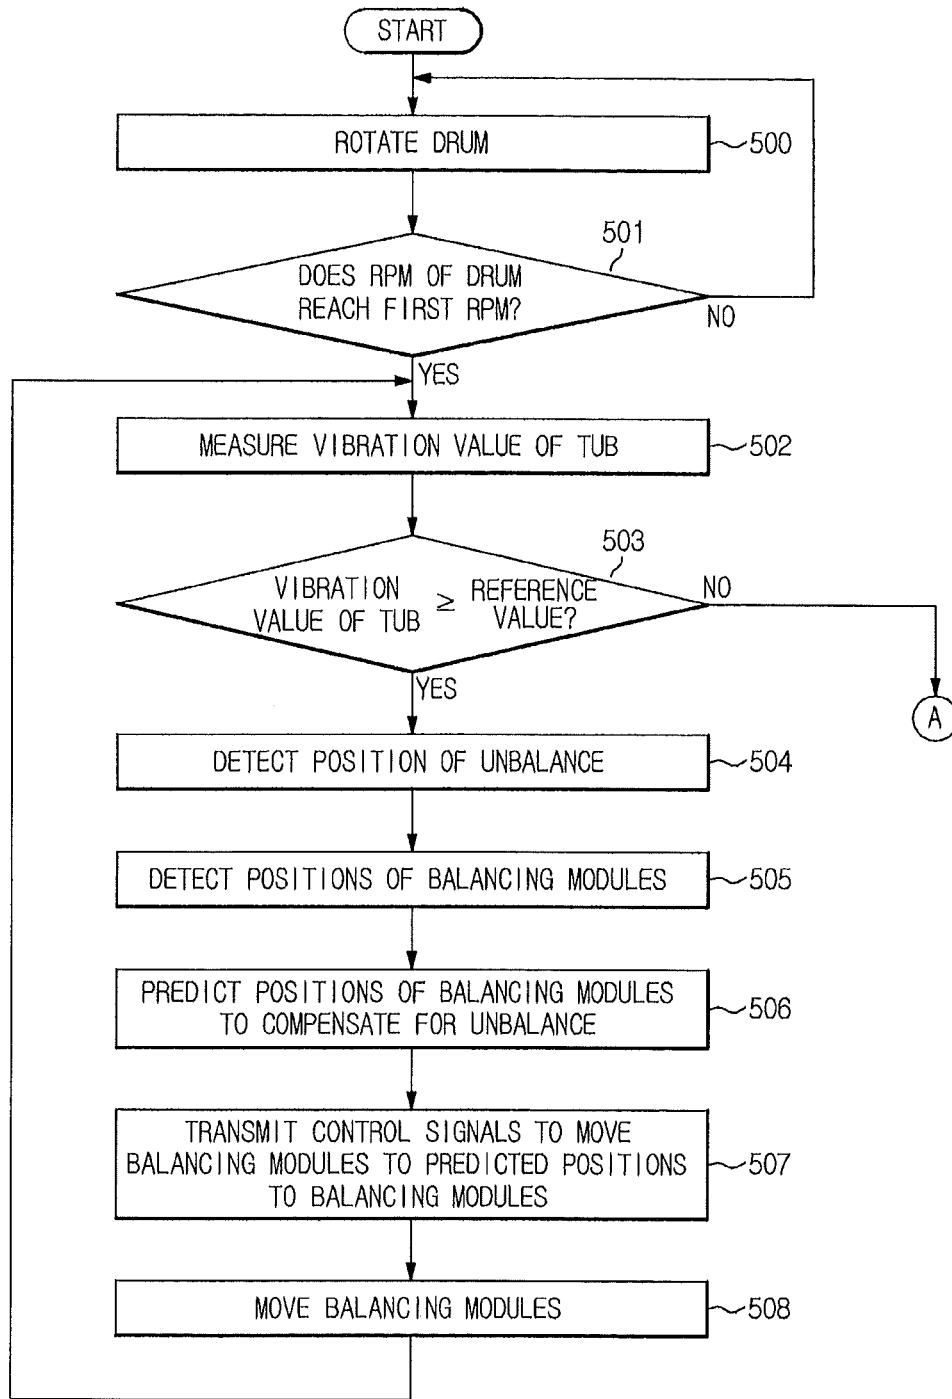 START
ROTATE DRUM
500
501
DOES RPM OF DRUM
REACH FIRST RPM?
NO
YES
MEASURE VIBRATION VALUE OF TUB
502
503
VIBRATION
VALUE OF TUB
≥
REFERENCE
VALUE?
NO
YES
A
DETECT POSITION OF UNBALANCE
504
DETECT POSITIONS OF BALANCING MODULES
505
PREDICT POSITIONS OF BALANCING MODULES
TO COMPENSATE FOR UNBALANCE
506
TRANSMIT CONTROL SIGNALS TO MOVE
BALANCING MODULES TO PREDICTED POSITIONS
TO BALANCING MODULES
507
MOVE BALANCING MODULES
508